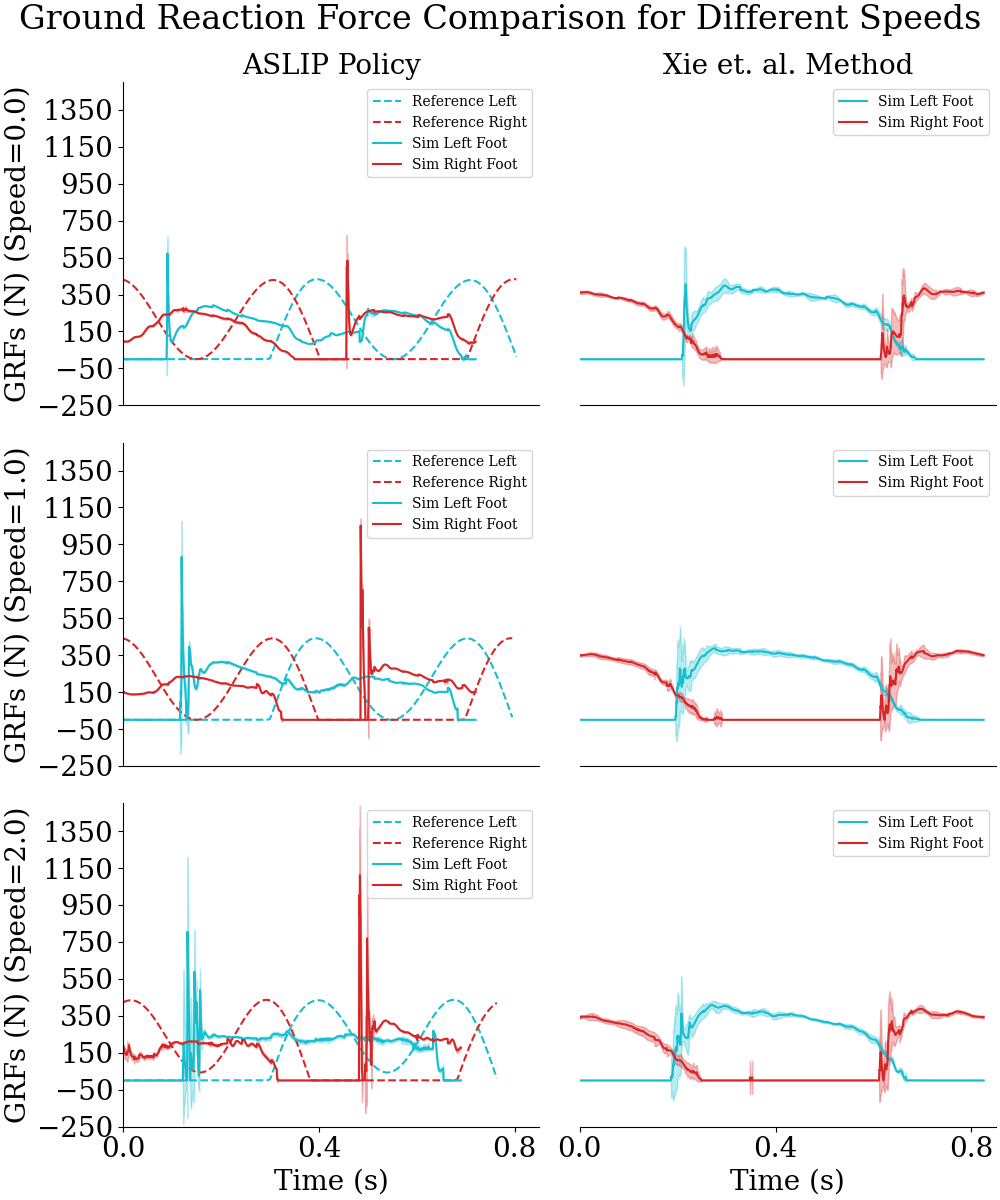 Ground Reaction Force Comparison for Different Speeds
ASLIP Policy
Xie et. al. Method
GRFs (N) (Speed=0.0)
1350
1150
950
750
550
350
150
−50
−250
Reference Left
Reference Right
Sim Left Foot
Sim Right Foot
Sim Left Foot
Sim Right Foot
GRFs (N) (Speed=1.0)
1350
1150
950
750
550
350
150
−50
−250
Reference Left
Reference Right
Sim Left Foot
Sim Right Foot
Sim Left Foot
Sim Right Foot
GRFs (N) (Speed=2.0)
1350
1150
950
750
550
350
150
−50
−250
Reference Left
Reference Right
Sim Left Foot
Sim Right Foot
Sim Left Foot
Sim Right Foot
0.0 0.4 0.8
0.0 0.4 0.8
Time (s)
Time (s)